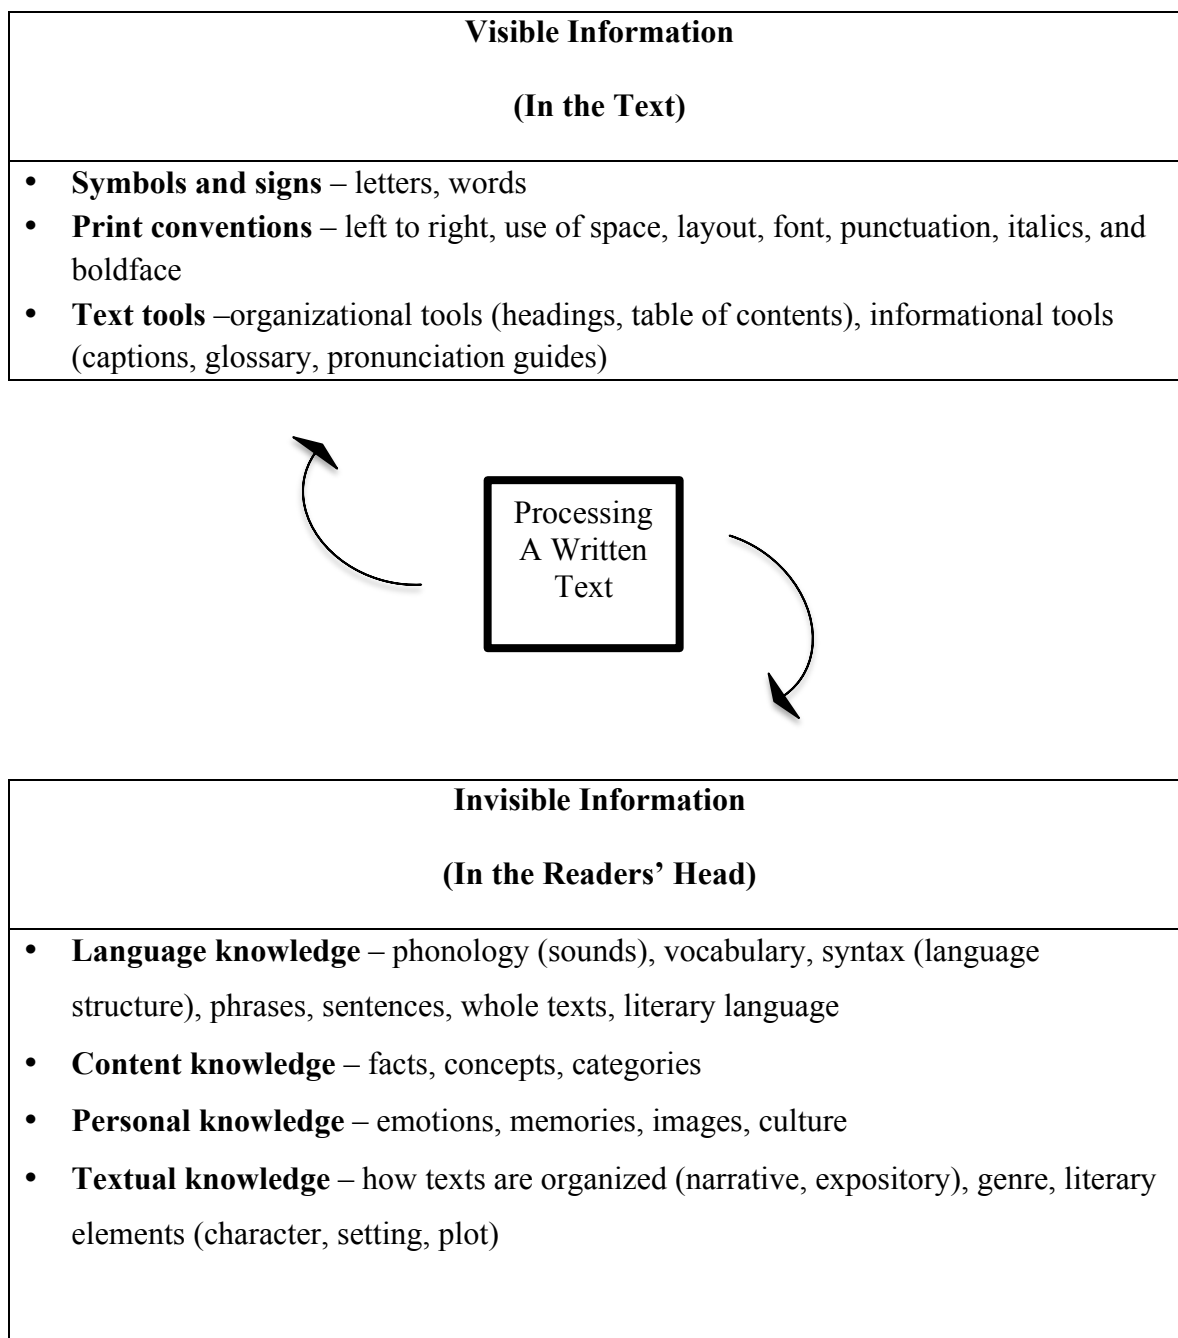 Visible Information
(In the Text)
• Symbols and signs – letters, words
• Print conventions – left to right, use of space, layout, font, punctuation, italics, and
boldface
• Text tools –organizational tools (headings, table of contents), informational tools
(captions, glossary, pronunciation guides)
Processing
A Written
Text
Invisible Information
(In the Readers’ Head)
• Language knowledge – phonology (sounds), vocabulary, syntax (language
structure), phrases, sentences, whole texts, literary language
• Content knowledge – facts, concepts, categories
• Personal knowledge – emotions, memories, images, culture
• Textual knowledge – how texts are organized (narrative, expository), genre, literary
elements (character, setting, plot)